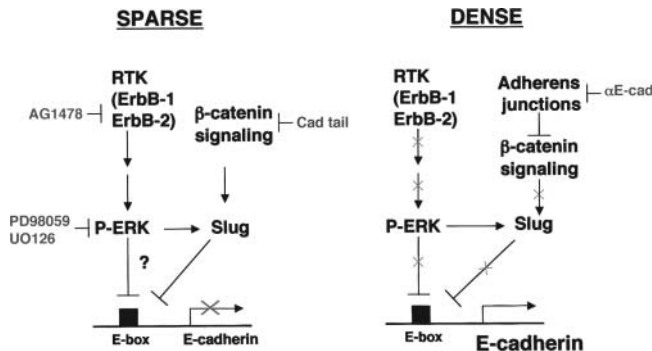 SPARSE
RTK
(ErbB-1
ErbB-2)
AG1478
β-catenin
signaling
Cad tail
PD98059
UO126
P-ERK
Slug
?
E-box
E-cadherin
DENSE
RTK
(ErbB-1
ErbB-2)
Adherens
junctions
αE-cad
β-catenin
signaling
P-ERK
Slug
E-box
E-cadherin